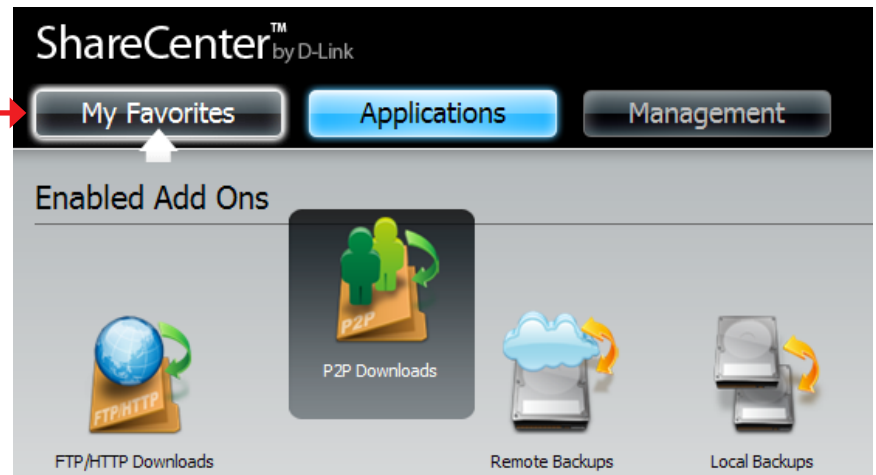 ShareCenter™ by D-Link
My Favorites Applications Management
Enabled Add Ons
P2P
P2P Downloads
FTP/HTTP
FTP/HTTP Downloads Remote Backups Local Backups